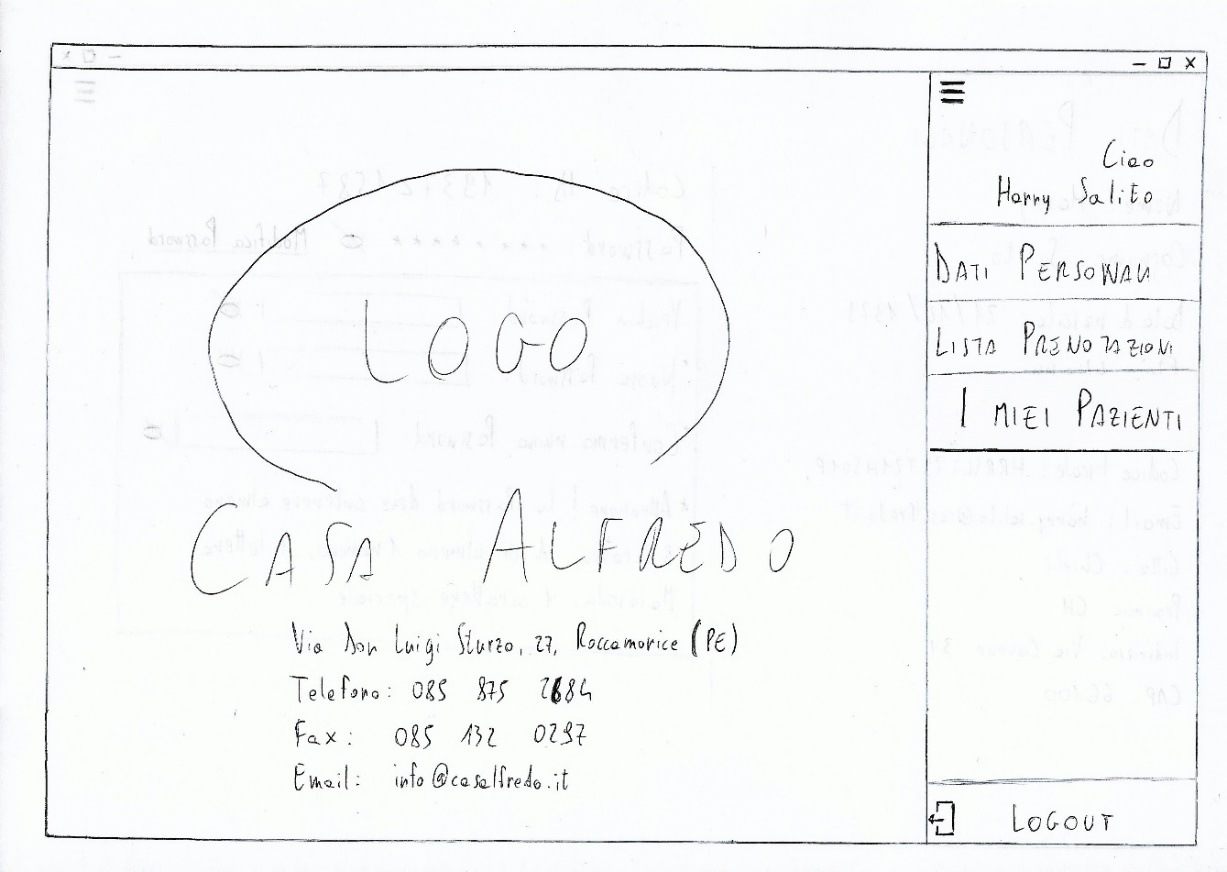 LOGO
CASA ALFREDO
Via Don Luigi Sturzo, 27, Roccamorice (PE)
Telefono: 085 875 2684
Fax: 085 132 0297
Email: info@casalfredo.it
Ciao
Harry Salito
DATI PERSONALI
LISTA PRENOTAZIONI
I MIEI PAZIENTI
LOGOUT